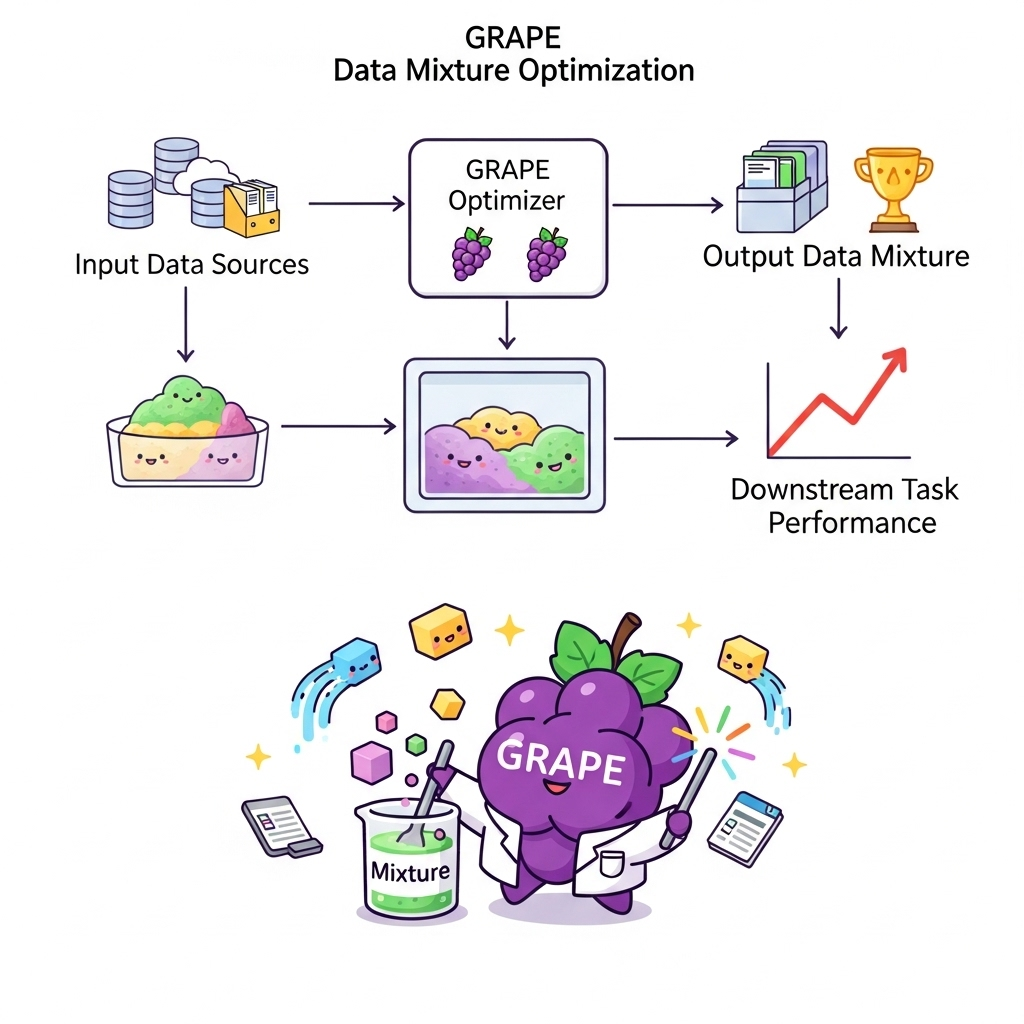 GRAPE
Data Mixture Optimization
GRAPE
Optimizer
Input Data Sources
Output Data Mixture
Downstream Task
Performance
GRAPE
Mixture